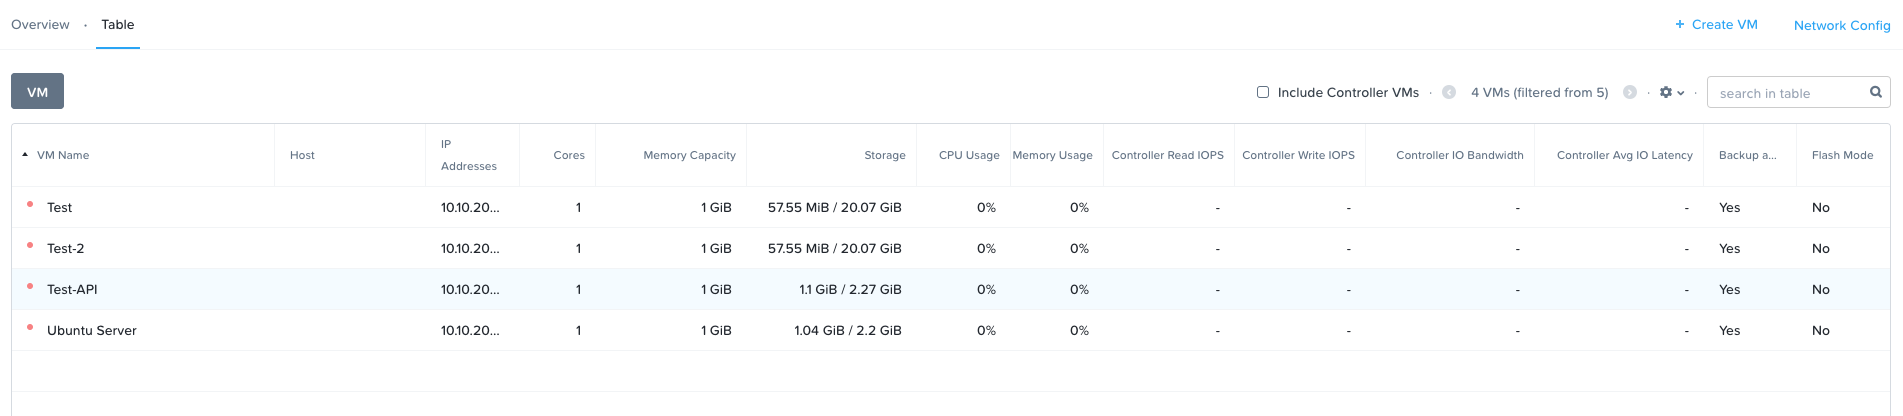 Overview · Table + Create VM Network Config
VM Include Controller VMs · 4 VMs (filtered from 5) · · search in table
VM Name Host IP Addresses Cores Memory Capacity Storage CPU Usage Memory Usage Controller Read IOPS Controller Write IOPS Controller IO Bandwidth Controller Avg IO Latency Backup a... Flash Mode
Test 10.10.20... 1 1 GiB 57.55 MiB / 20.07 GiB 0% 0% - - - - Yes No
Test-2 10.10.20... 1 1 GiB 57.55 MiB / 20.07 GiB 0% 0% - - - - Yes No
Test-API 10.10.20... 1 1 GiB 1.1 GiB / 2.27 GiB 0% 0% - - - - Yes No
Ubuntu Server 10.10.20... 1 1 GiB 1.04 GiB / 2.2 GiB 0% 0% - - - - Yes No